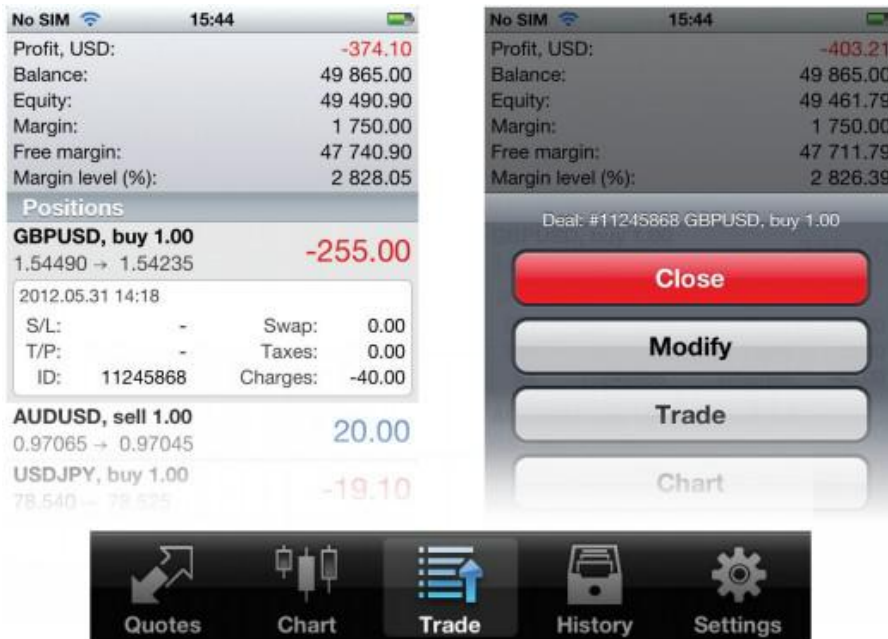 No SIM 15:44
Profit, USD: -374.10
Balance: 49 865.00
Equity: 49 490.90
Margin: 1 750.00
Free margin: 47 740.90
Margin level (%): 2 828.05
Positions
GBPUSD, buy 1.00 -255.00
1.54490 → 1.54235
2012.05.31 14:18
S/L: - Swap: 0.00
T/P: - Taxes: 0.00
ID: 11245868 Charges: -40.00
AUDUSD, sell 1.00 20.00
0.97065 → 0.97045
USDJPY, buy 1.00 -19.10
78.540 → 78.525
No SIM 15:44
Profit, USD: -403.21
Balance: 49 865.00
Equity: 49 461.79
Margin: 1 750.00
Free margin: 47 711.79
Margin level (%): 2 826.39
Deal: #11245868 GBPUSD, buy 1.00
Close
Modify
Trade
Chart
Quotes Chart Trade History Settings